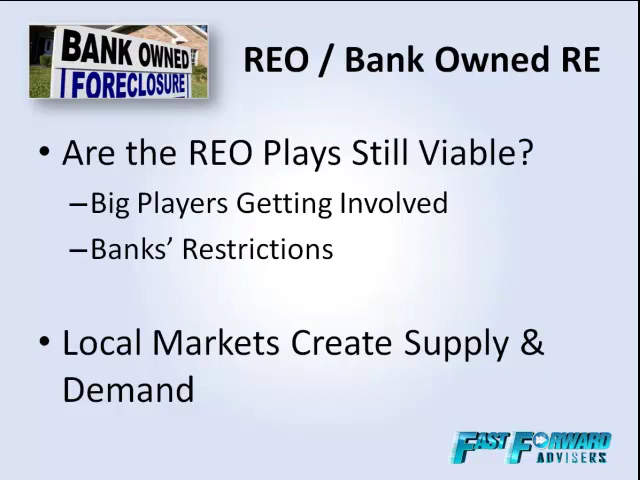 BANK OWNED
FORECLOSURE
REO / Bank Owned RE
• Are the REO Plays Still Viable?
–Big Players Getting Involved
–Banks’ Restrictions
• Local Markets Create Supply &
Demand
FAST FORWARD
ADVISERS